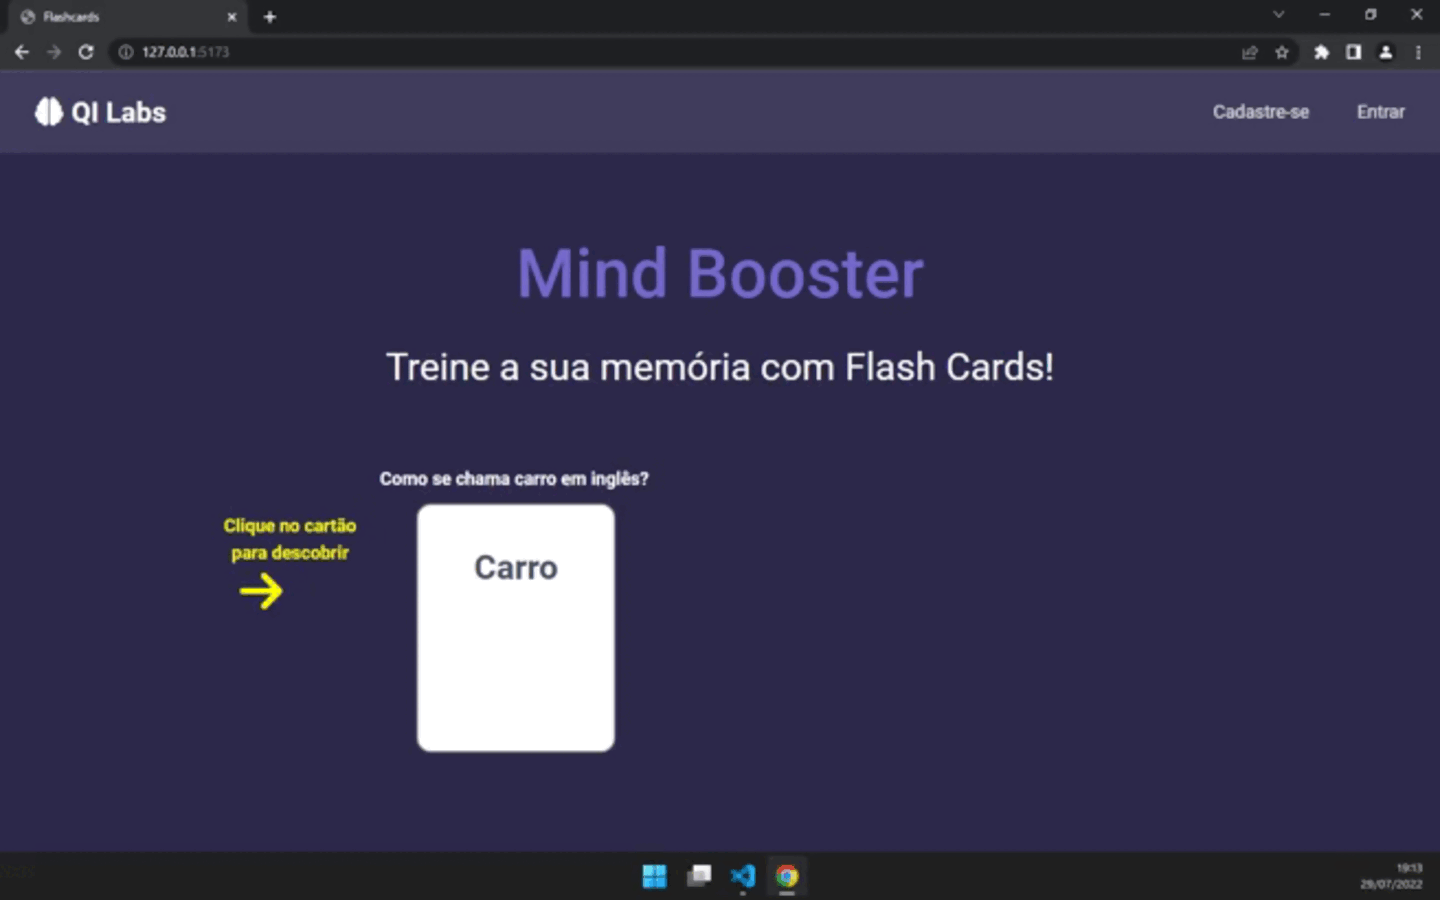 Flashcards
127.0.0.1:5173
QI Labs
Cadastre-se
Entrar
Mind Booster
Treine a sua memória com Flash Cards!
Como se chama carro em inglês?
Clique no cartão
para descobrir
Carro
19:13
29/07/2022